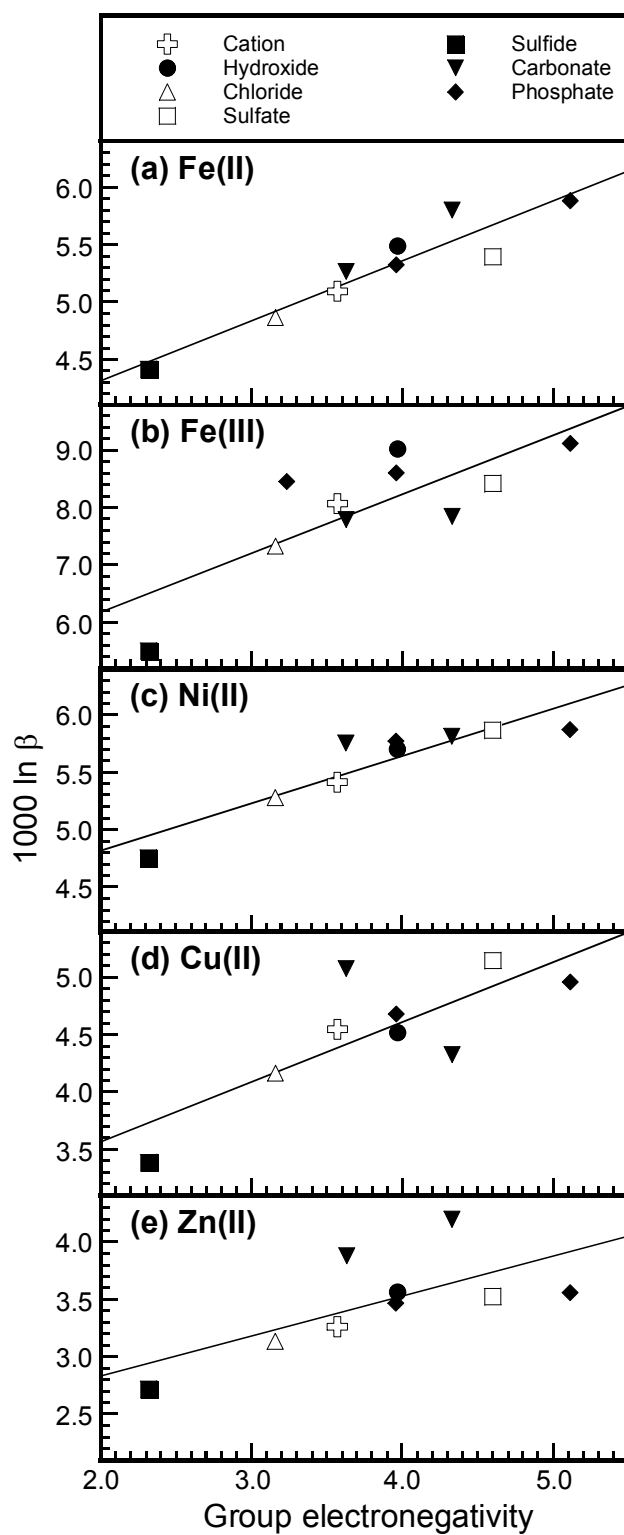 Cation
Hydroxide
Chloride
Sulfate
Sulfide
Carbonate
Phosphate
(a) Fe(II)
6.0
5.5
5.0
4.5
(b) Fe(III)
9.0
8.0
7.0
6.0
(c) Ni(II)
6.0
5.5
5.0
4.5
(d) Cu(II)
5.0
4.5
4.0
3.5
(e) Zn(II)
4.0
3.5
3.0
2.5
1000 ln β
2.0 3.0 4.0 5.0
Group electronegativity